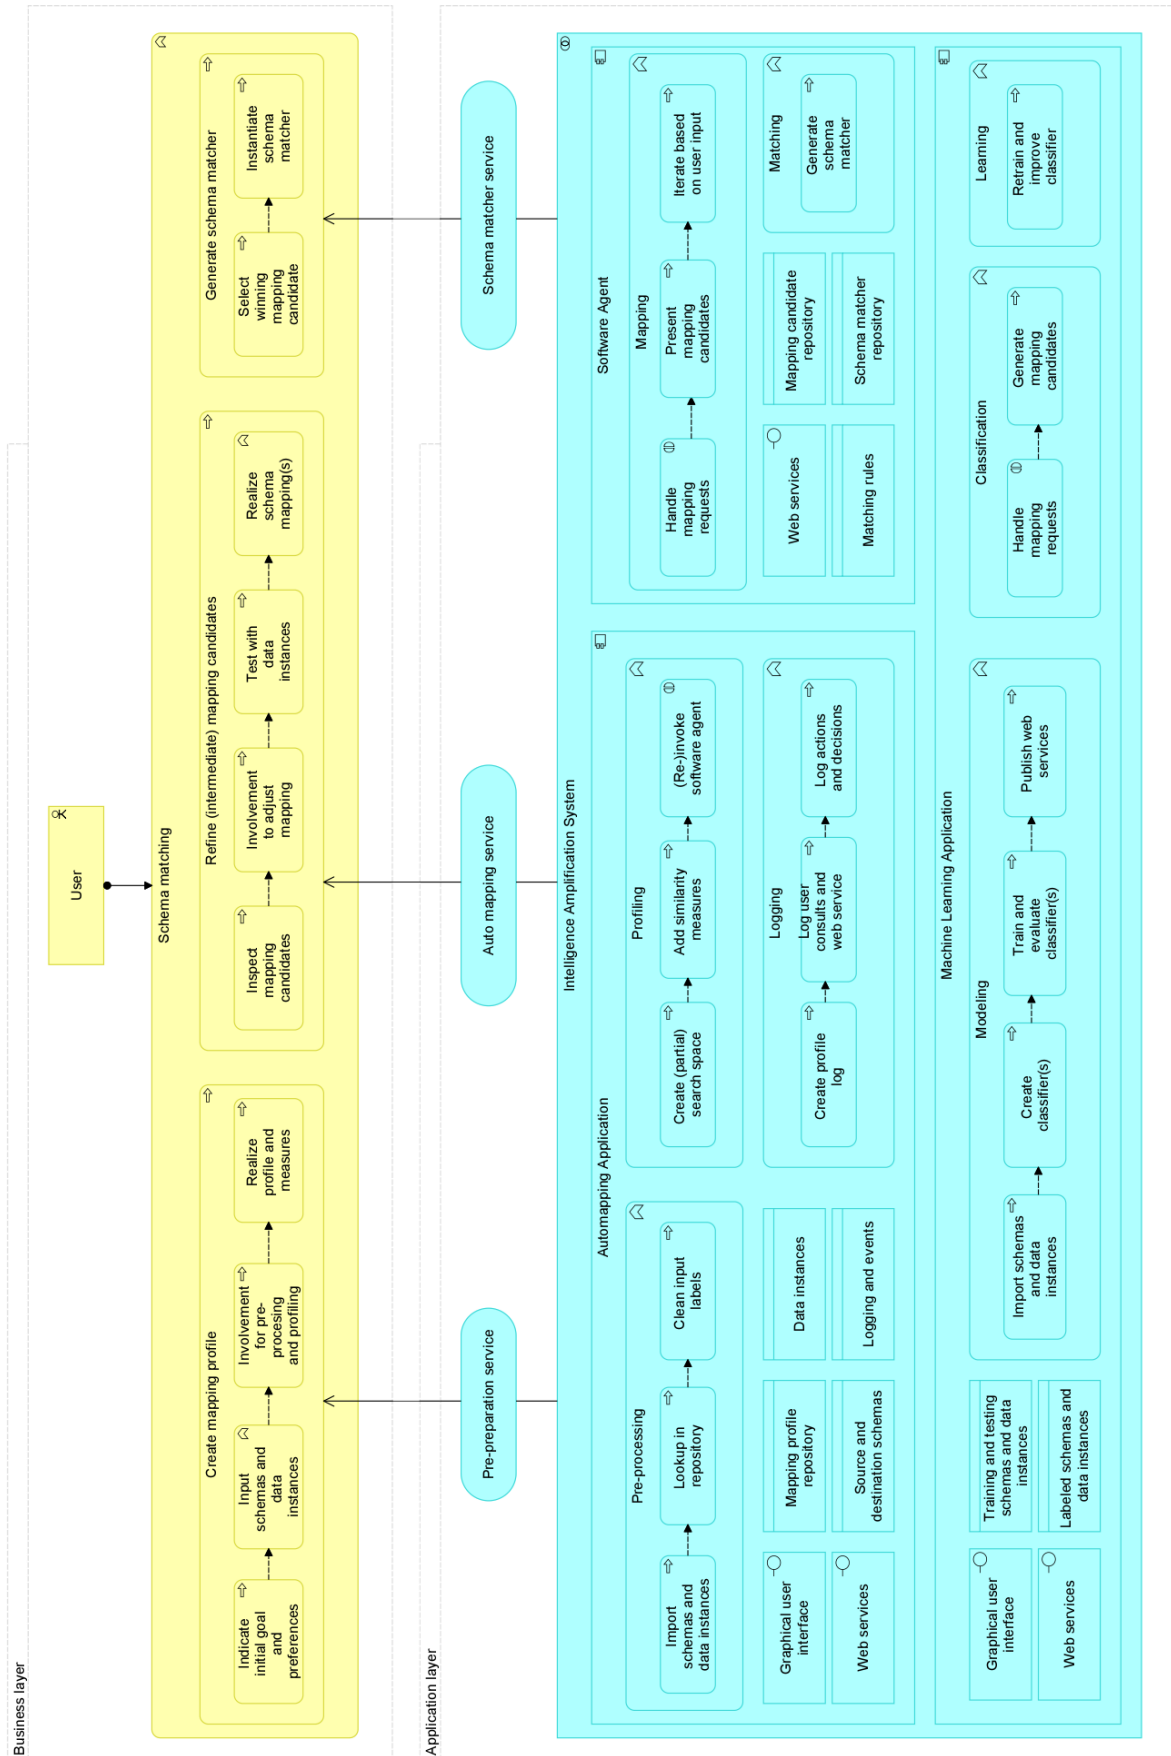 Business layer
User
Schema matching
Create mapping profile
Indicate
initial goal
and
preferences
Input
schemas and
data
instances
Involvement
for pre-
procesing
and profiling
Realize
profile and
measures
Refine (intermediate) mapping candidates
Inspect
mapping
candidates
Involvement
to adjust
mapping
Test with
data
instances
Realize
schema
mapping(s)
Generate schema matcher
Select
winning
mapping
candidate
Instantiate
schema
matcher
Application layer
Pre-preparation service
Auto mapping service
Schema matcher service
Intelligence Amplification System
Automapping Application
Pre-processing
Import
schemas and
data instances
Lookup in
repository
Clean input
labels
Profiling
Create (partial)
search space
Add similarity
measures
(Re-)invoke
software agent
Graphical user
interface
Web services
Mapping profile
repository
Source and
destination schemas
Data instances
Logging and events
Logging
Create profile
log
Log user
consults and
web service
Log actions
and decisions
Software Agent
Mapping
Handle
mapping
requests
Present
mapping
candidates
Iterate based
on user input
Web services
Matching rules
Mapping candidate
repository
Schema matcher
repository
Matching
Generate
schema
matcher
Machine Learning Application
Graphical user
interface
Web services
Training and testing
schemas and data
instances
Labeled schemas and
data instances
Modeling
Import schemas
and data
instances
Create
classifier(s)
Train and
evaluate
classifier(s)
Publish web
services
Classification
Handle
mapping
requests
Generate
mapping
candidates
Learning
Retrain and
improve
classifier